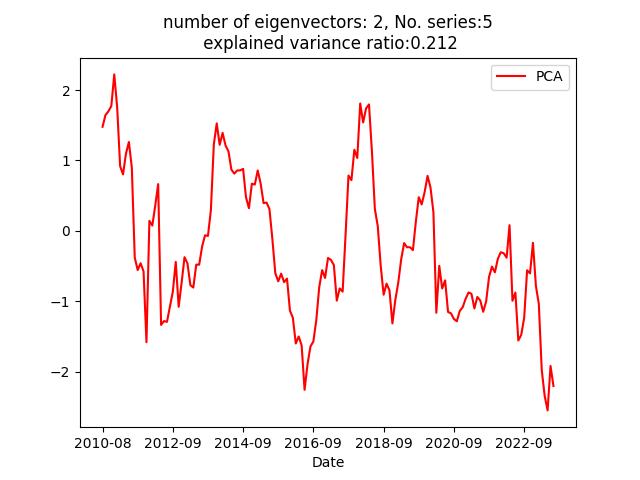 number of eigenvectors: 2, No. series:5
explained variance ratio:0.212
PCA
2
1
0
−1
−2
2010-08 2012-09 2014-09 2016-09 2018-09 2020-09 2022-09
Date